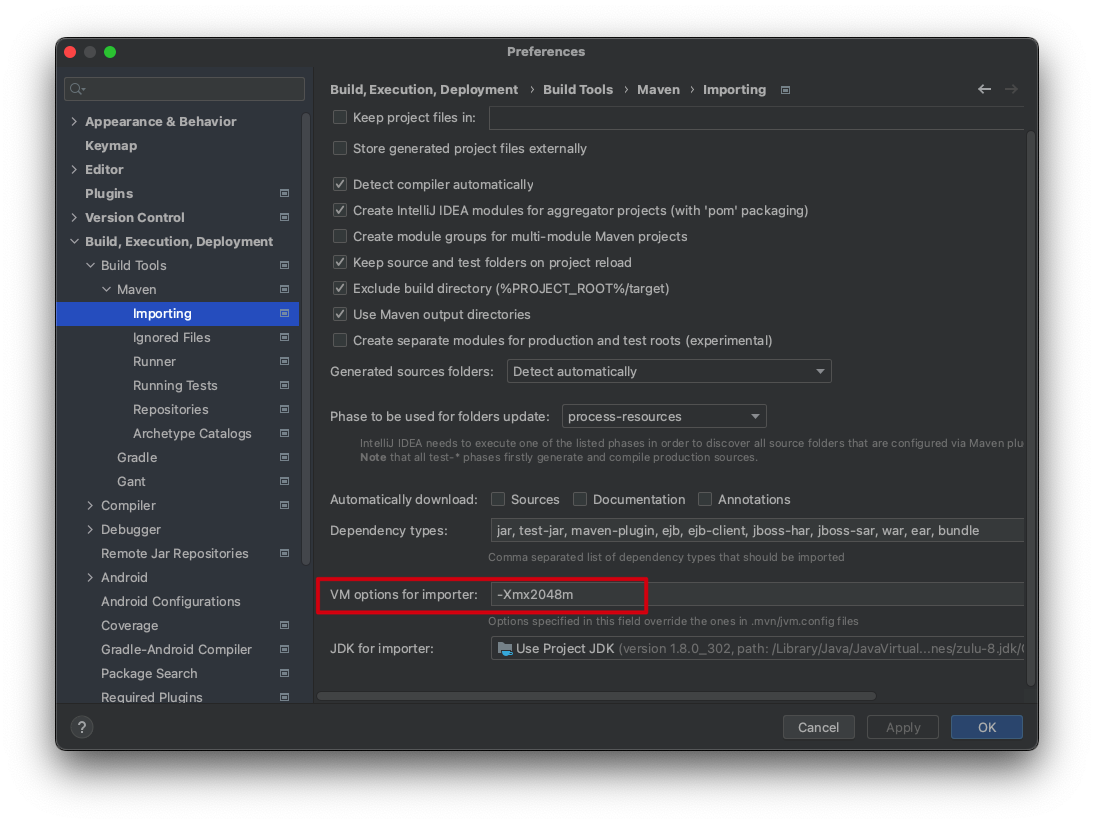 Preferences
Build, Execution, Deployment › Build Tools › Maven › Importing
Appearance & Behavior
Keymap
Editor
Plugins
Version Control
Build, Execution, Deployment
Build Tools
Maven
Importing
Ignored Files
Runner
Running Tests
Repositories
Archetype Catalogs
Gradle
Gant
Compiler
Debugger
Remote Jar Repositories
Android
Android Configurations
Coverage
Gradle-Android Compiler
Package Search
Required Plugins
Keep project files in:
Store generated project files externally
Detect compiler automatically
Create IntelliJ IDEA modules for aggregator projects (with 'pom' packaging)
Create module groups for multi-module Maven projects
Keep source and test folders on project reload
Exclude build directory (%PROJECT_ROOT%/target)
Use Maven output directories
Create separate modules for production and test roots (experimental)
Generated sources folders: Detect automatically
Phase to be used for folders update: process-resources
IntelliJ IDEA needs to execute one of the listed phases in order to discover all source folders that are configured via Maven plu
Note that all test-* phases firstly generate and compile production sources.
Automatically download: Sources Documentation Annotations
Dependency types: jar, test-jar, maven-plugin, ejb, ejb-client, jboss-har, jboss-sar, war, ear, bundle
Comma separated list of dependency types that should be imported
VM options for importer: -Xmx2048m
Options specified in this field override the ones in .mvn/jvm.config files
JDK for importer: Use Project JDK (version 1.8.0_302, path: /Library/Java/JavaVirtual...nes/zulu-8.jdk/
? Cancel Apply OK